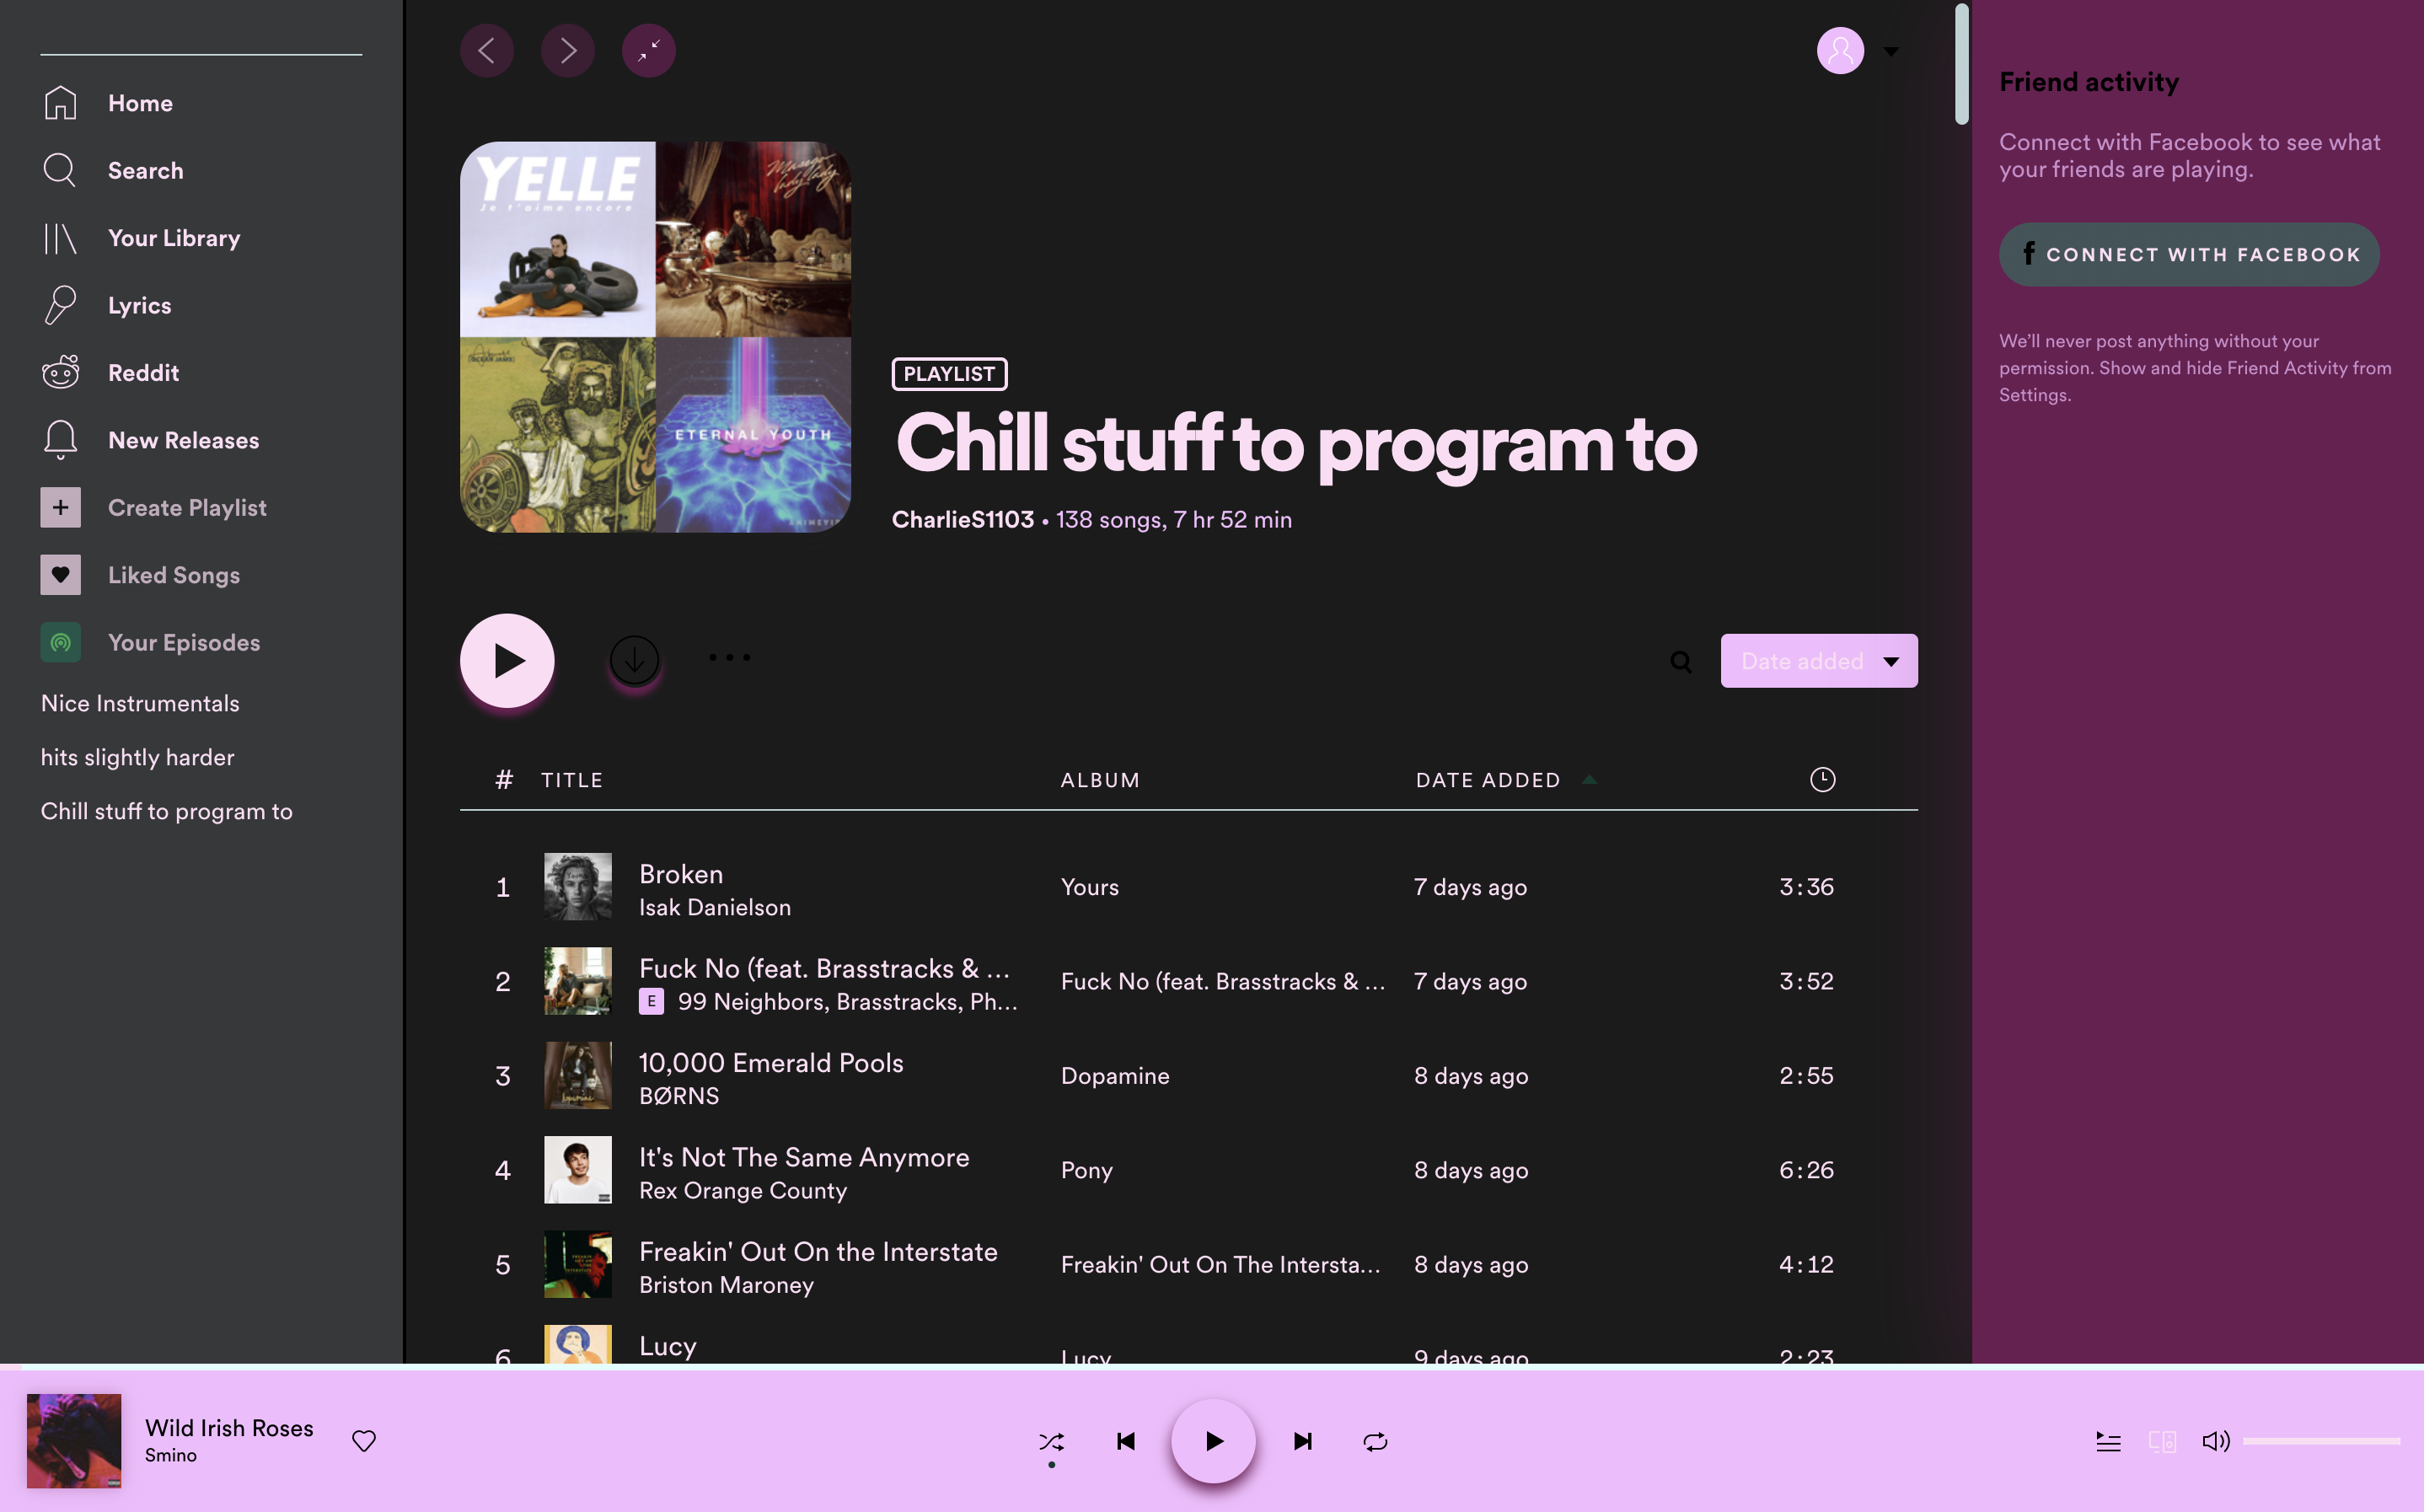 Home
Search
Your Library
Lyrics
Reddit
New Releases
Create Playlist
Liked Songs
Your Episodes
Nice Instrumentals
hits slightly harder
Chill stuff to program to
YELLE
Je t'aime encore
Masego
Lady Lady
ETERNAL YOUTH
PLAYLIST
Chill stuff to program to
CharlieS1103 • 138 songs, 7 hr 52 min
Date added
# TITLE ALBUM DATE ADDED
1 Broken Yours 7 days ago 3:36
Isak Danielson
2 Fuck No (feat. Brasstracks & ... Fuck No (feat. Brasstracks & ... 7 days ago 3:52
E 99 Neighbors, Brasstracks, Ph...
3 10,000 Emerald Pools Dopamine 8 days ago 2:55
BØRNS
4 It's Not The Same Anymore Pony 8 days ago 6:26
Rex Orange County
5 Freakin' Out On the Interstate Freakin' Out On The Intersta... 8 days ago 4:12
Briston Maroney
6 Lucy Lucy 9 days ago 2:23
Friend activity
Connect with Facebook to see what
your friends are playing.
f CONNECT WITH FACEBOOK
We'll never post anything without your
permission. Show and hide Friend Activity from
Settings.
Wild Irish Roses
Smino